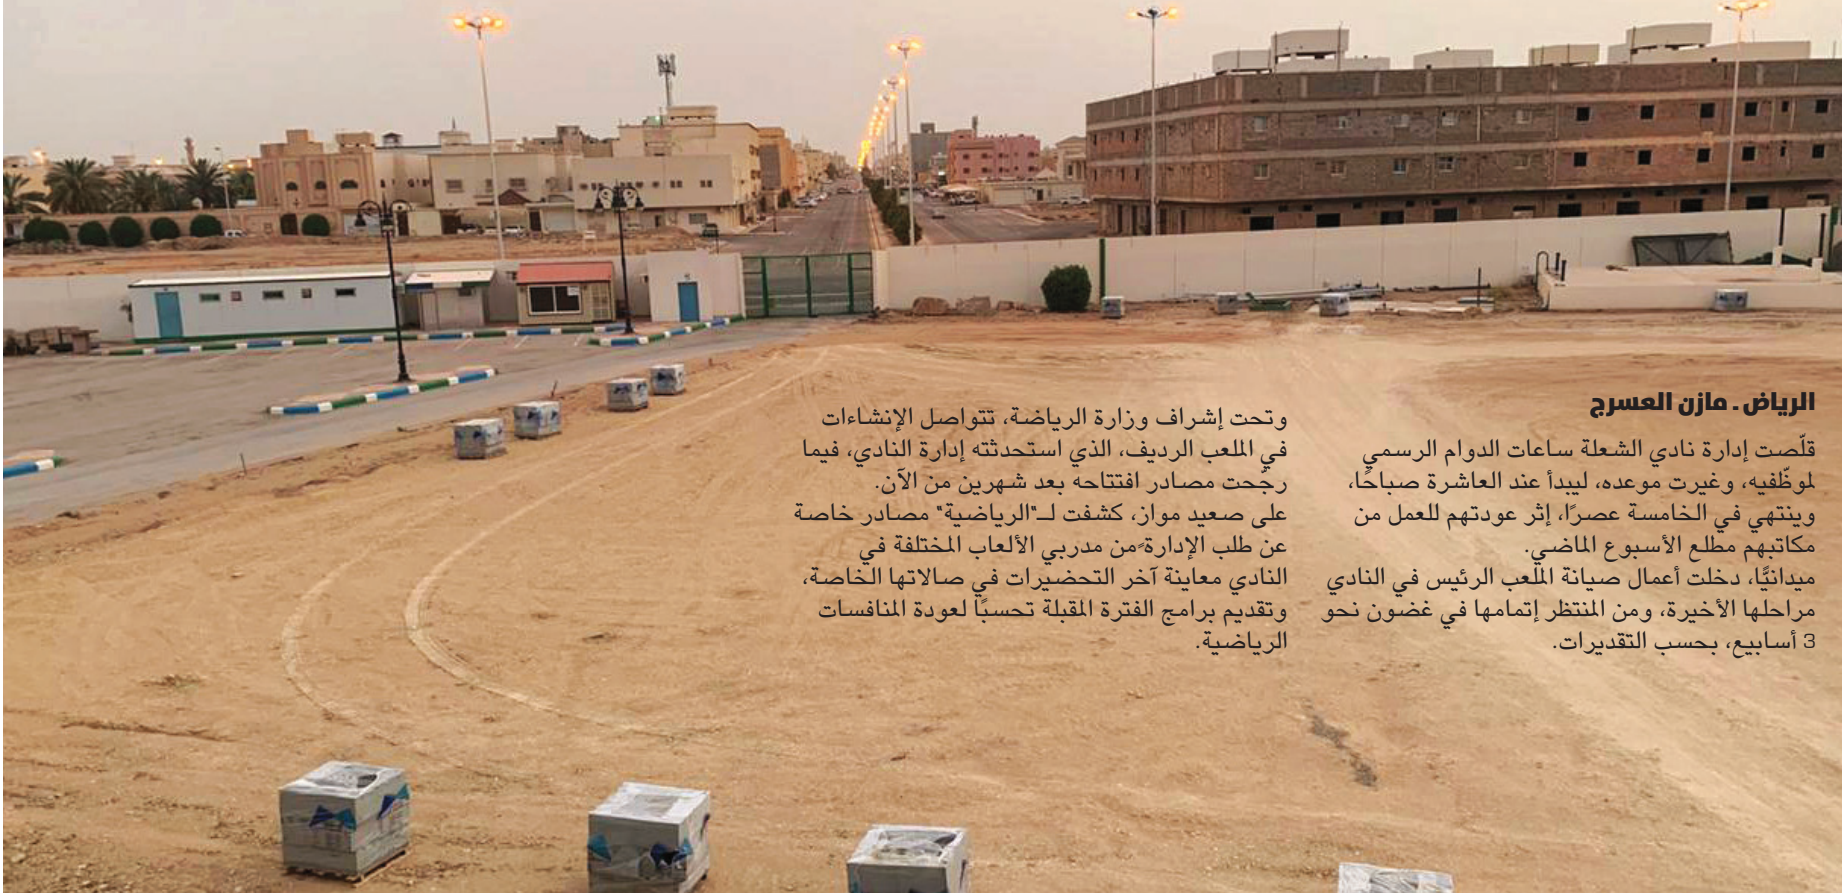 الرياض ـ مازن العسرج
قلّصت إدارة نادي الشعلة ساعات الدوام الرسمي
لموظّفيه، وغيرت موعده، ليبدأ عند العاشرة صباحًا،
وينتهي في الخامسة عصرًا، إثر عودتهم للعمل من
مكاتبهم مطلع الأسبوع الماضي.
ميدانيًّا، دخلت أعمال صيانة الملعب الرئيس في النادي
مراحلها الأخيرة، ومن المنتظر إتمامها في غضون نحو
3 أسابيع، بحسب التقديرات.
وتحت إشراف وزارة الرياضة، تتواصل الإنشاءات
في الملعب الرديف، الذي استحدثته إدارة النادي، فيما
رجّحت مصادر افتتاحه بعد شهرين من الآن.
على صعيد مواز، كشفت لـ"الرياضية" مصادر خاصة
عن طلب الإدارة من مدربي الألعاب المختلفة في
النادي معاينة آخر التحضيرات في صالاتها الخاصة،
وتقديم برامج الفترة المقبلة تحسبًا لعودة المنافسات
الرياضية.